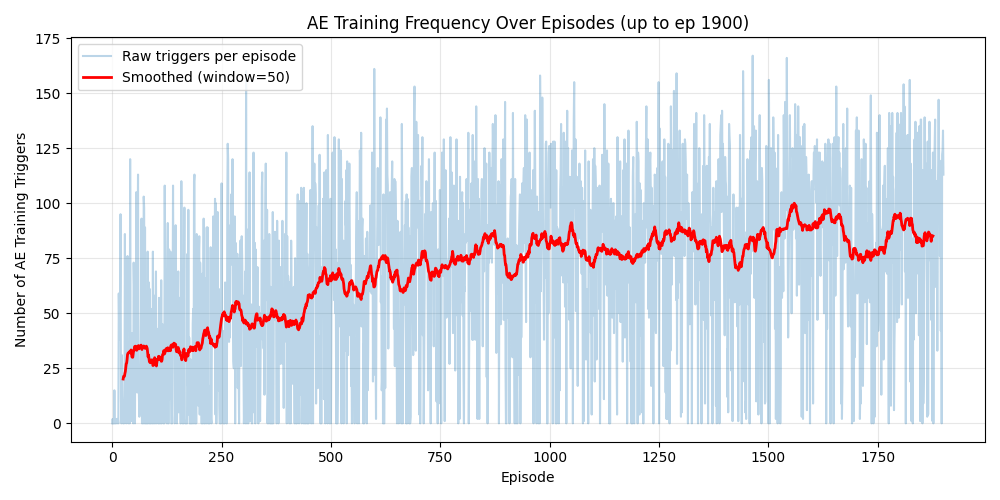 AE Training Frequency Over Episodes (up to ep 1900)
Number of AE Training Triggers
175
150
125
100
75
50
25
0
Raw triggers per episode
Smoothed (window=50)
0 250 500 750 1000 1250 1500 1750
Episode